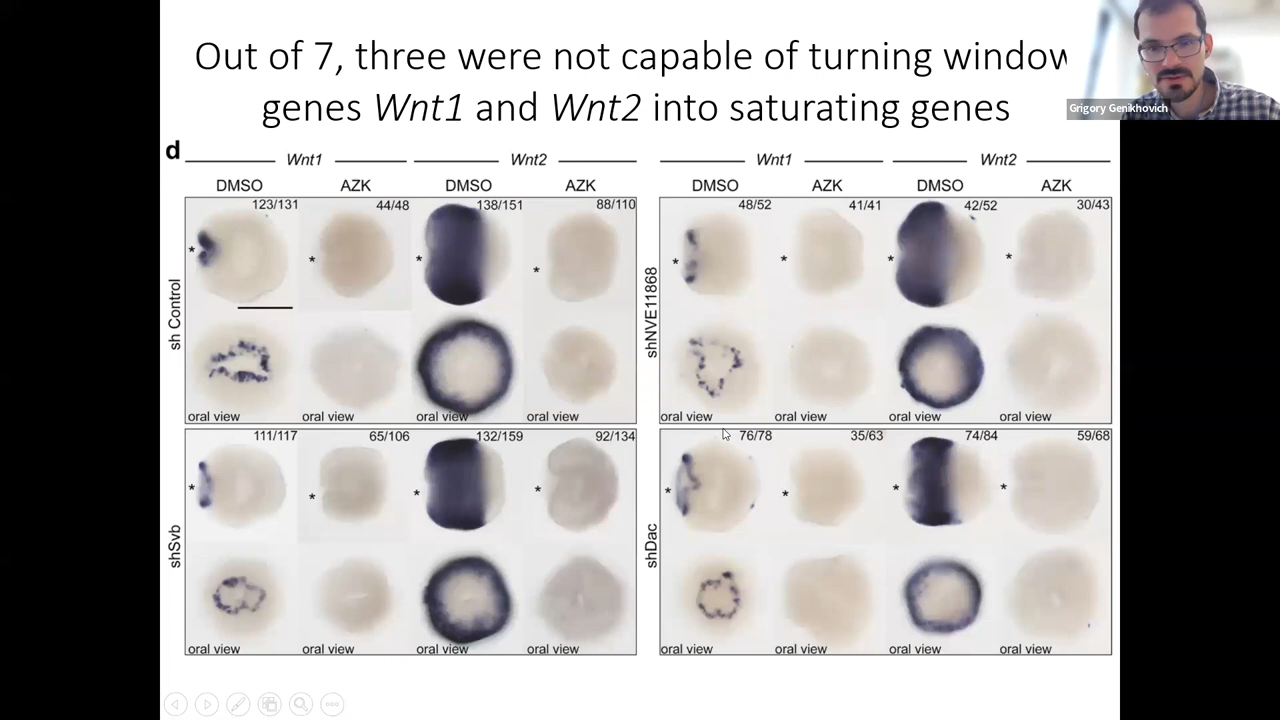 Out of 7, three were not capable of turning window
genes Wnt1 and Wnt2 into saturating genes
Grigory Genikhovich
d
Wnt1 Wnt2
DMSO AZK DMSO AZK
sh Control
123/131 44/48 138/151 88/110
* * * *
oral view oral view oral view oral view
shSvb
111/117 65/106 132/159 92/134
* * * *
oral view oral view oral view oral view
Wnt1 Wnt2
DMSO AZK DMSO AZK
shNVE11868
48/52 41/41 42/52 30/43
* * * *
oral view oral view oral view oral view
shDac
76/78 35/63 74/84 59/68
* * * *
oral view oral view oral view oral view